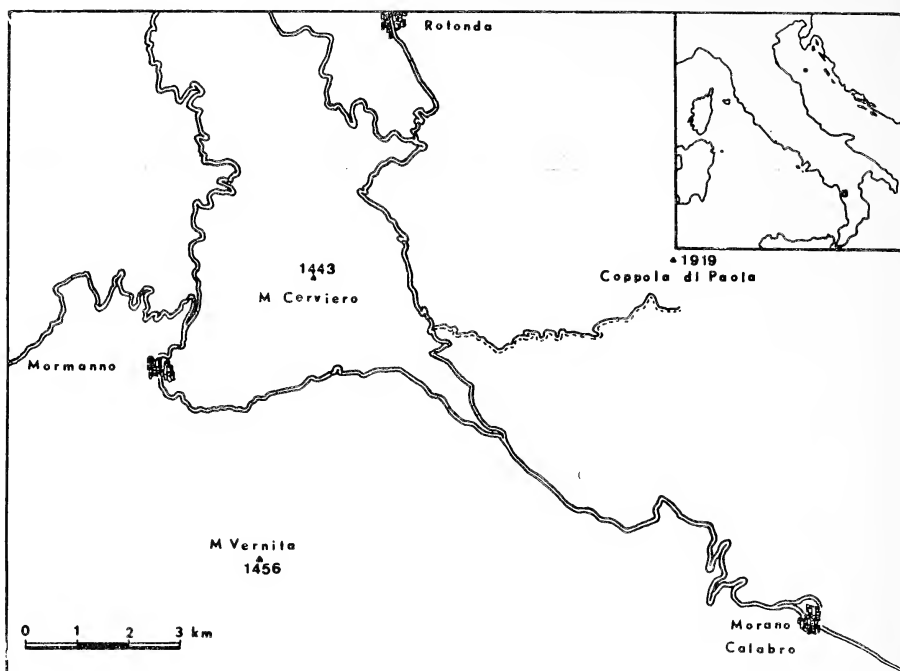 Rotonda
1919
Coppola di Paola
1443
M Cerviero
Mormanno
M Vernita
1456
0 1 2 3 km
Morano
Calabro